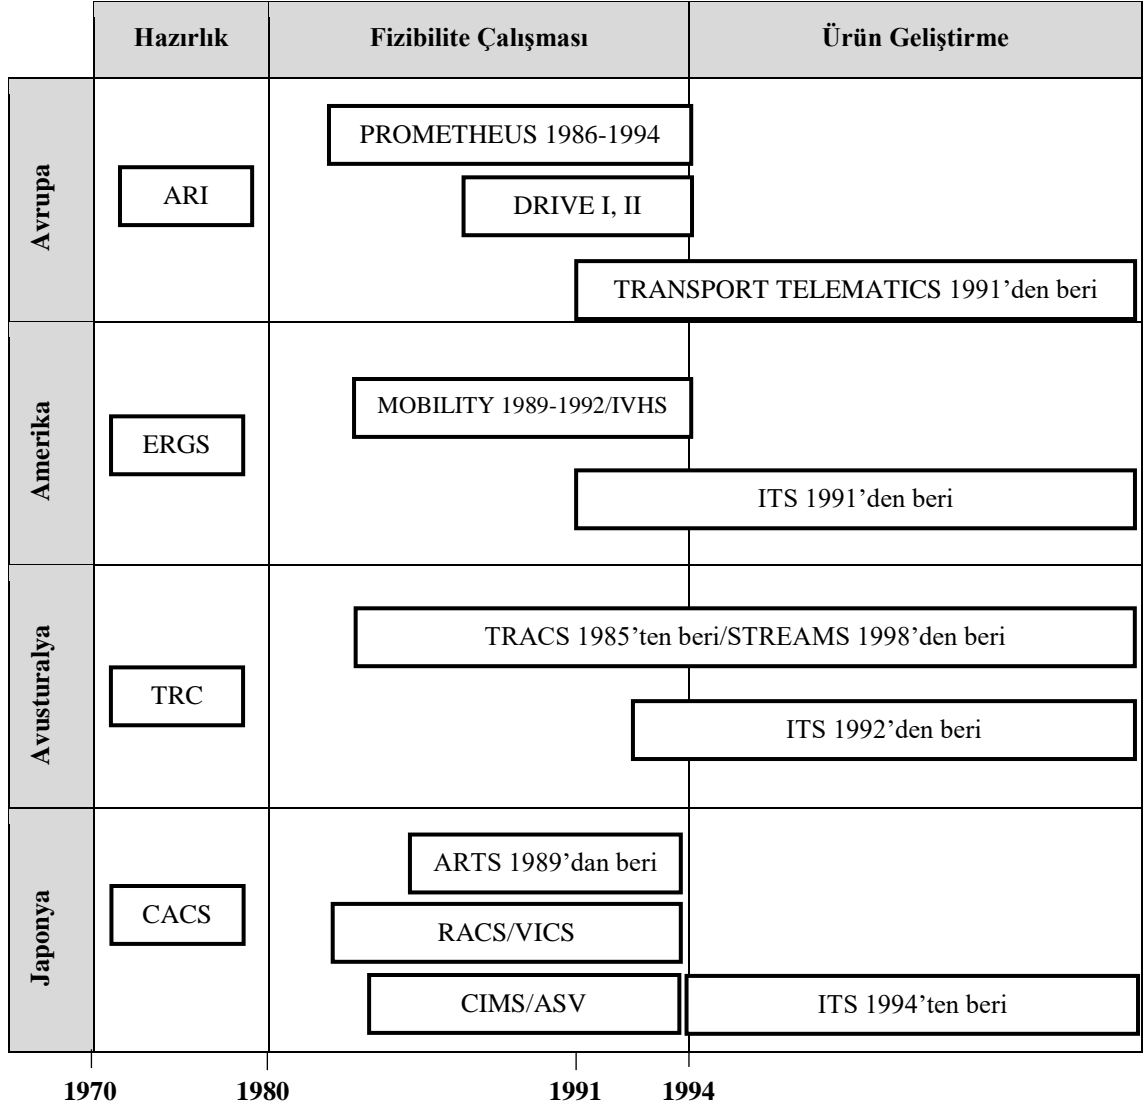 Hazırlık
Fizibilite Çalışması
Ürün Geliştirme
Avrupa
ARI
PROMETHEUS 1986-1994
DRIVE I, II
TRANSPORT TELEMATICS 1991’den beri
Amerika
ERGS
MOBILITY 1989-1992/IVHS
ITS 1991’den beri
Avusturalya
TRC
TRACS 1985’ten beri/STREAMS 1998’den beri
ITS 1992’den beri
Japonya
CACS
ARTS 1989’dan beri
RACS/VICS
CIMS/ASV
ITS 1994’ten beri
1970
1980
1991
1994